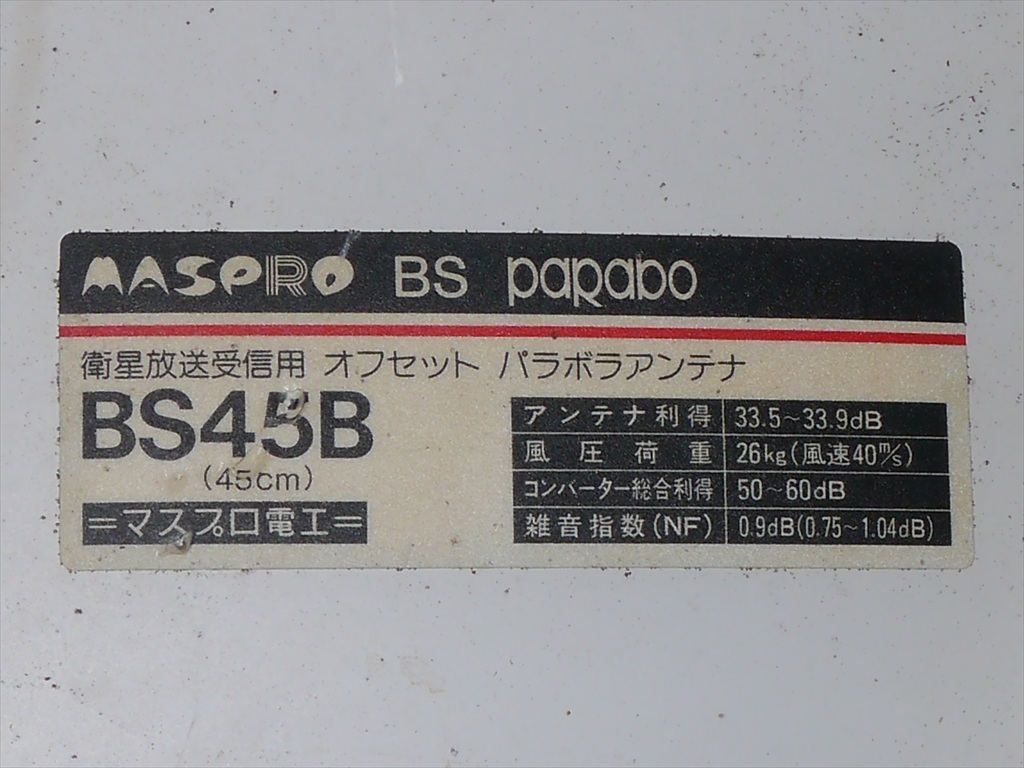 MASPRO BS parabo
衛星放送受信用 オフセット パラボラアンテナ
BS45B
(45cm)
=マスプロ電工=
アンテナ利得 33.5~33.9dB
風圧荷重 26kg(風速40m/s)
コンバーター総合利得 50~60dB
雑音指数(NF) 0.9dB(0.75~1.04dB)